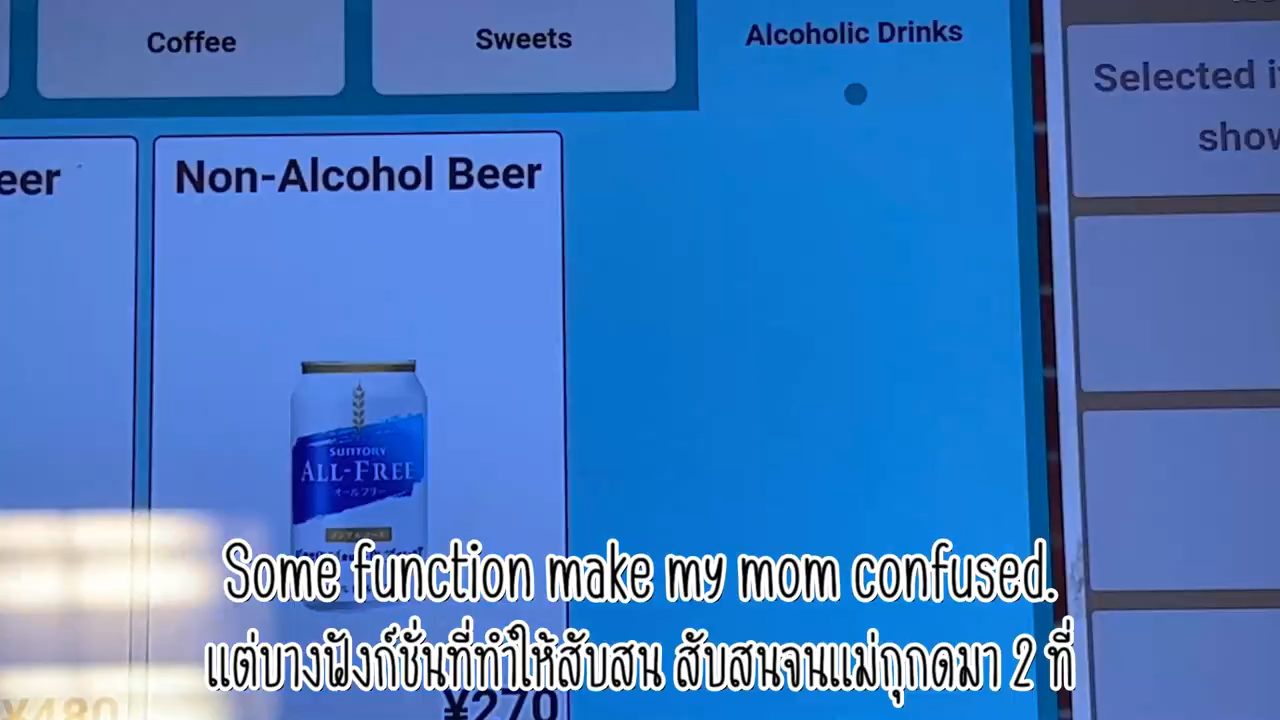 Coffee
Sweets
Alcoholic Drinks
Selected
show
eer
Non-Alcohol Beer
SUNTORY
ALL-FREE
オールフリー
Some function make my mom confused.
แต่บางฟังก์ชั่นที่ทำให้สับสน สับสนจนแม่กุกดมา 2 ที่
¥480
¥270